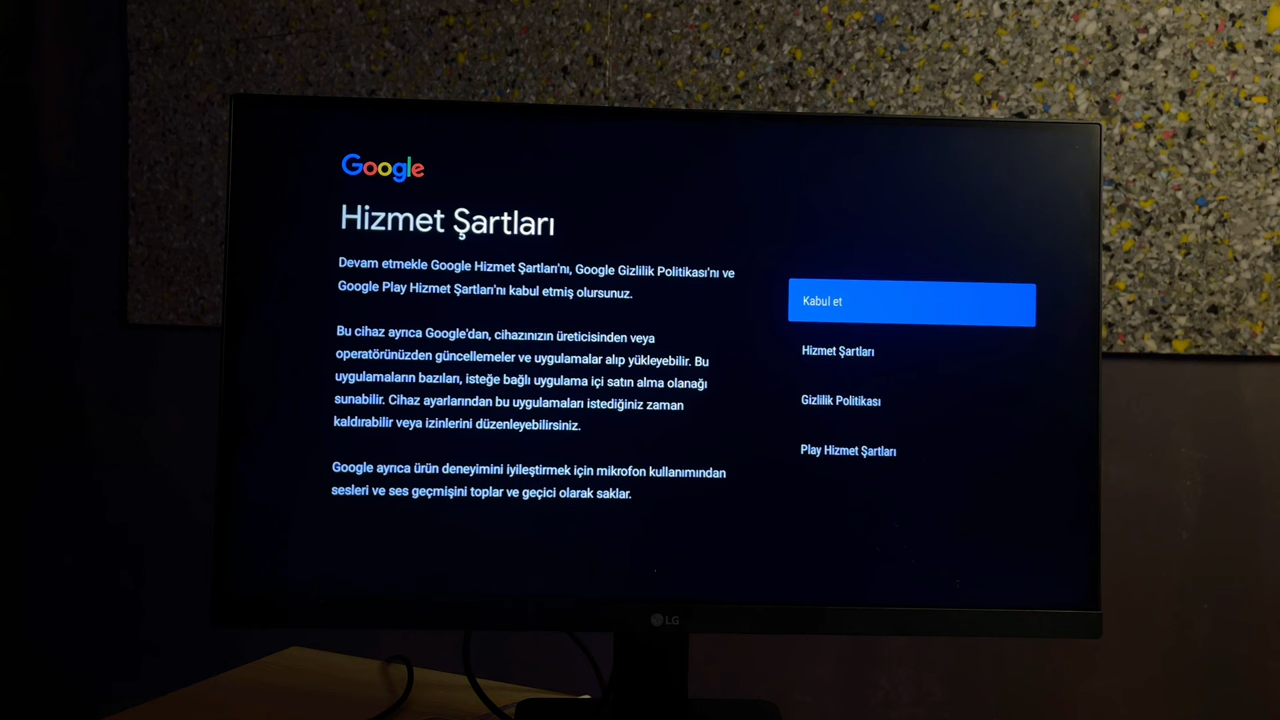 Google
Hizmet Şartları
Devam etmekle Google Hizmet Şartları'nı, Google Gizlilik Politikası'nı ve
Google Play Hizmet Şartları'nı kabul etmiş olursunuz.
Bu cihaz ayrıca Google'dan, cihazınızın üreticisinden veya
operatörünüzden güncellemeler ve uygulamalar alıp yükleyebilir. Bu
uygulamaların bazıları, isteğe bağlı uygulama içi satın alma olanağı
sunabilir. Cihaz ayarlarından bu uygulamaları istediğiniz zaman
kaldırabilir veya izinlerini düzenleyebilirsiniz.
Google ayrıca ürün deneyimini iyileştirmek için mikrofon kullanımından
sesleri ve ses geçmişini toplar ve geçici olarak saklar.
Kabul et
Hizmet Şartları
Gizlilik Politikası
Play Hizmet Şartları
LG